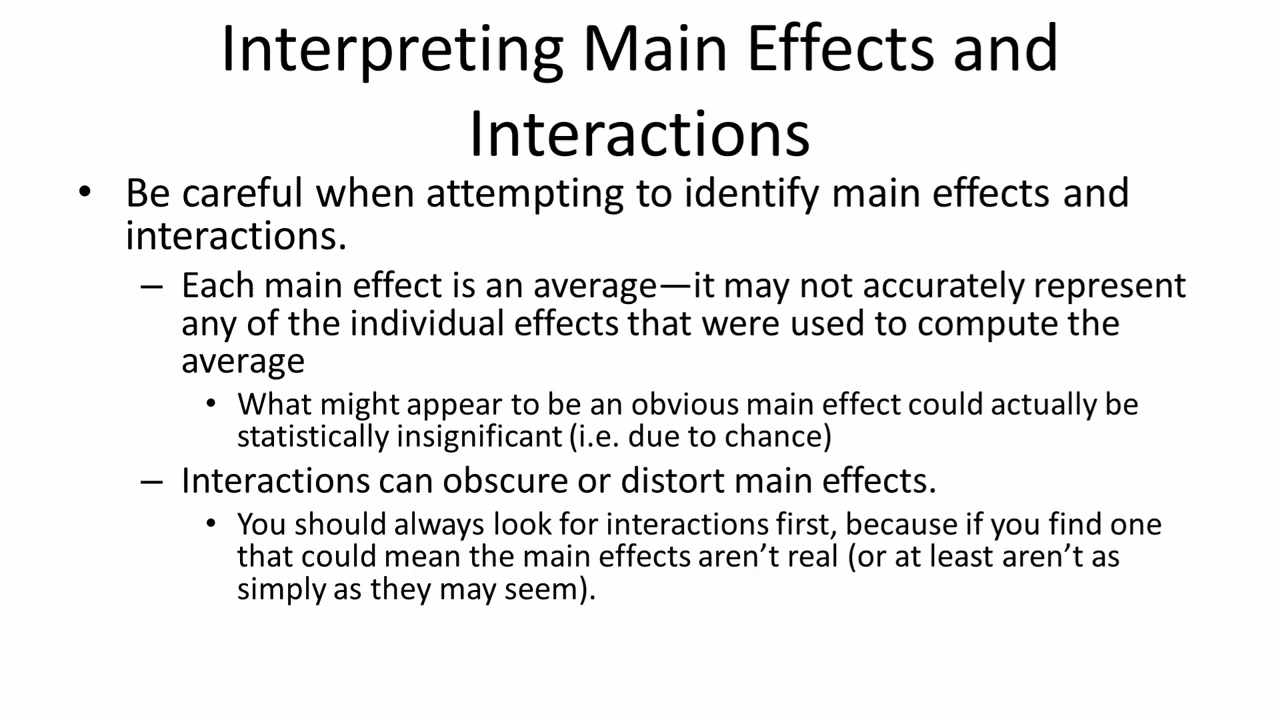 Interpreting Main Effects and
Interactions
• Be careful when attempting to identify main effects and
interactions.
– Each main effect is an average—it may not accurately represent
any of the individual effects that were used to compute the
average
• What might appear to be an obvious main effect could actually be
statistically insignificant (i.e. due to chance)
– Interactions can obscure or distort main effects.
• You should always look for interactions first, because if you find one
that could mean the main effects aren’t real (or at least aren’t as
simply as they may seem).